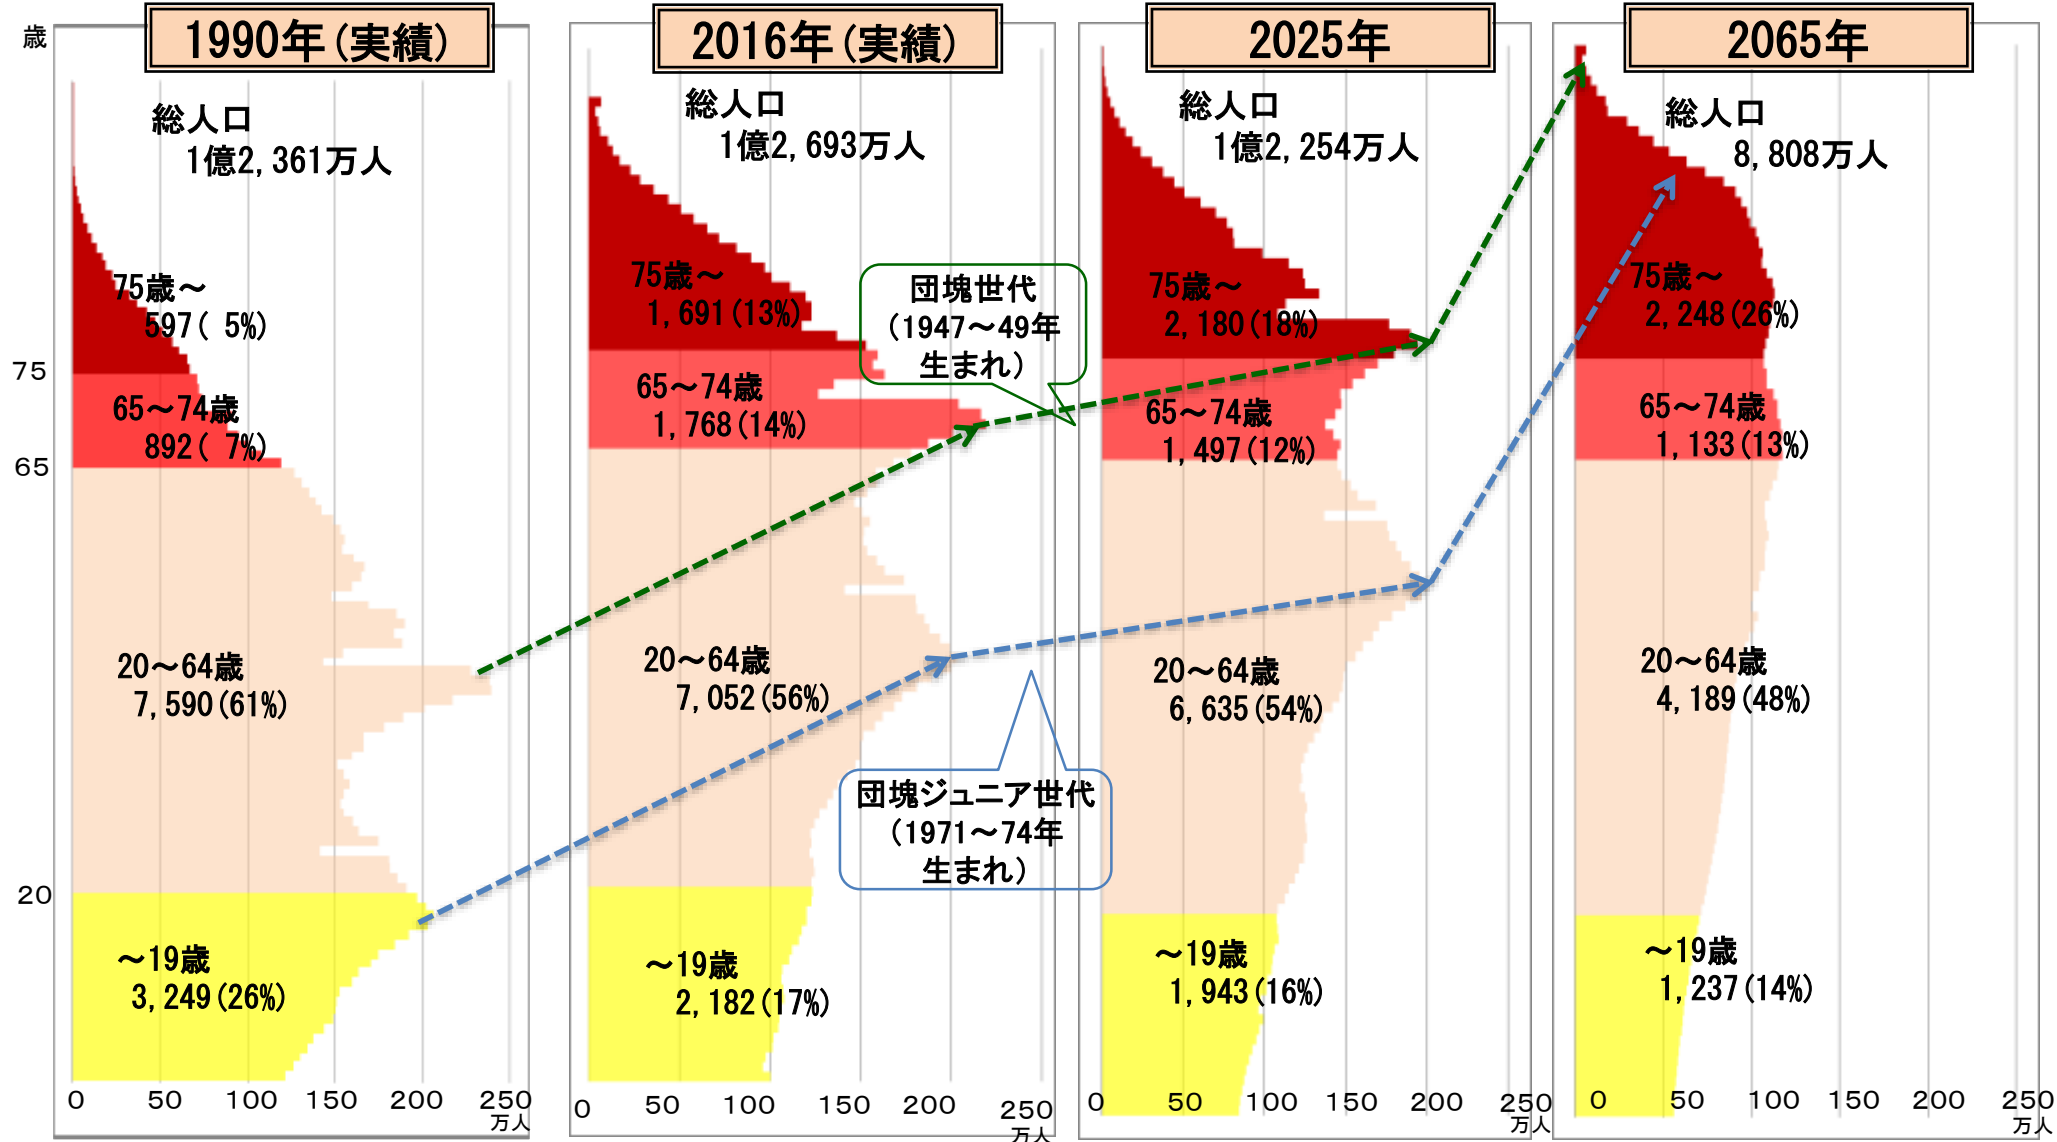 歳
1990年(実績)
総人口
1億2,361万人
75歳～
597( 5%)
65～74歳
892( 7%)
20～64歳
7,590(61%)
～19歳
3,249(26%)
75
65
20
0 50 100 150 200 250
万人
2016年(実績)
総人口
1億2,693万人
75歳～
1,691(13%)
65～74歳
1,768(14%)
20～64歳
7,052(56%)
～19歳
2,182(17%)
0 50 100 150 200 250
万人
団塊世代
(1947～49年
生まれ)
団塊ジュニア世代
(1971～74年
生まれ)
2025年
総人口
1億2,254万人
75歳～
2,180(18%)
65～74歳
1,497(12%)
20～64歳
6,635(54%)
～19歳
1,943(16%)
0 50 100 150 200 250
万人
2065年
総人口
8,808万人
75歳～
2,248(26%)
65～74歳
1,133(13%)
20～64歳
4,189(48%)
～19歳
1,237(14%)
0 50 100 150 200 250
万人